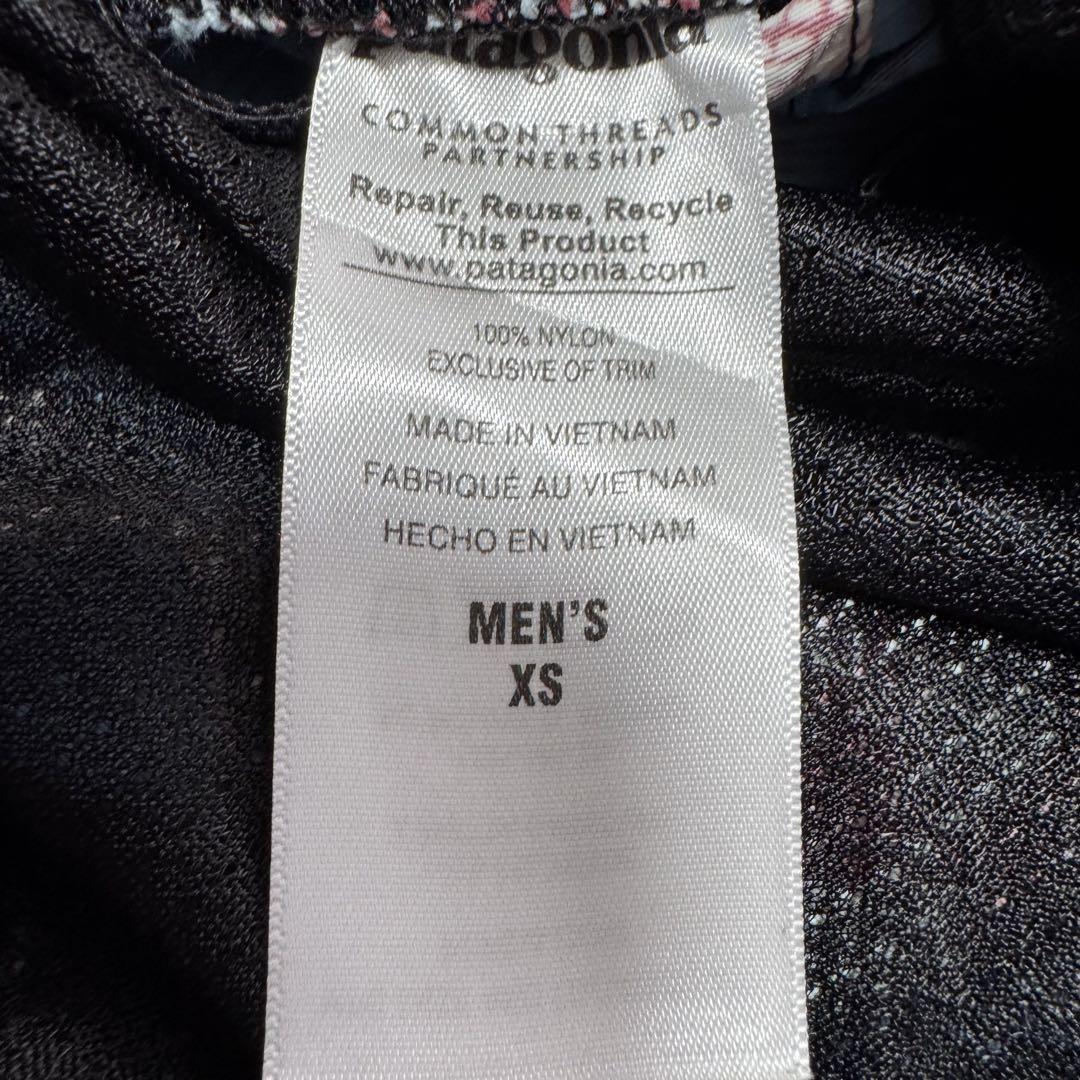 Patagonia
®
COMMON THREADS
PARTNERSHIP
Repair, Reuse, Recycle
This Product
www.patagonia.com
100% NYLON
EXCLUSIVE OF TRIM
MADE IN VIETNAM
FABRIQUÉ AU VIETNAM
HECHO EN VIETNAM
MEN'S
XS